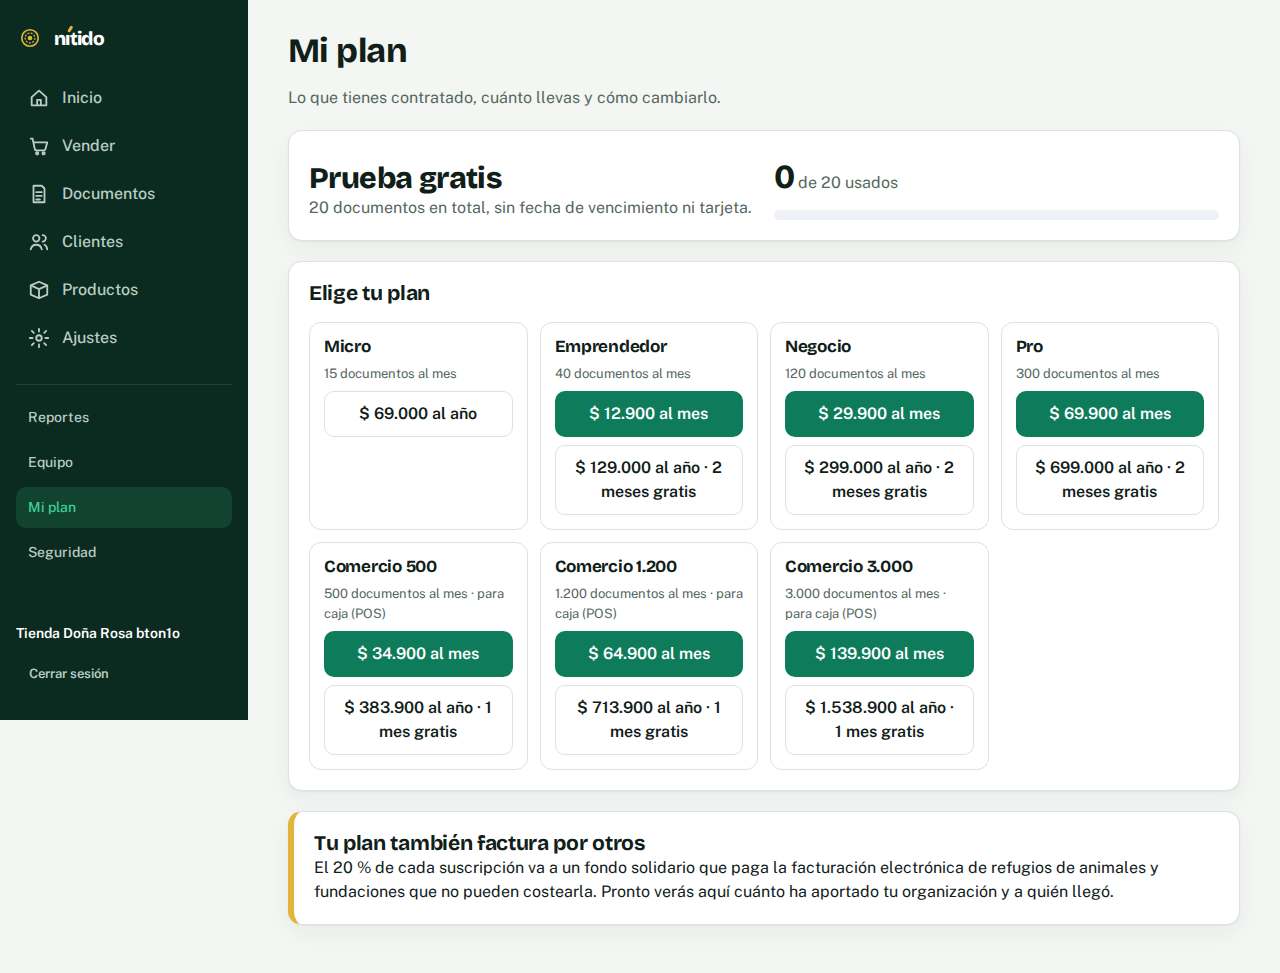 nítido
Inicio
Vender
Documentos
Clientes
Productos
Ajustes
Reportes
Equipo
Mi plan
Seguridad
Tienda Doña Rosa bton1o
Cerrar sesión
Mi plan
Lo que tienes contratado, cuánto llevas y cómo cambiarlo.
Prueba gratis
20 documentos en total, sin fecha de vencimiento ni tarjeta.
0 de 20 usados
Elige tu plan
Micro
15 documentos al mes
$ 69.000 al año
Emprendedor
40 documentos al mes
$ 12.900 al mes
$ 129.000 al año · 2
meses gratis
Negocio
120 documentos al mes
$ 29.900 al mes
$ 299.000 al año · 2
meses gratis
Pro
300 documentos al mes
$ 69.900 al mes
$ 699.000 al año · 2
meses gratis
Comercio 500
500 documentos al mes · para
caja (POS)
$ 34.900 al mes
$ 383.900 al año · 1
mes gratis
Comercio 1.200
1.200 documentos al mes · para
caja (POS)
$ 64.900 al mes
$ 713.900 al año · 1
mes gratis
Comercio 3.000
3.000 documentos al mes ·
para caja (POS)
$ 139.900 al mes
$ 1.538.900 al año ·
1 mes gratis
Tu plan también factura por otros
El 20 % de cada suscripción va a un fondo solidario que paga la facturación electrónica de refugios de animales y
fundaciones que no pueden costearla. Pronto verás aquí cuánto ha aportado tu organización y a quién llegó.